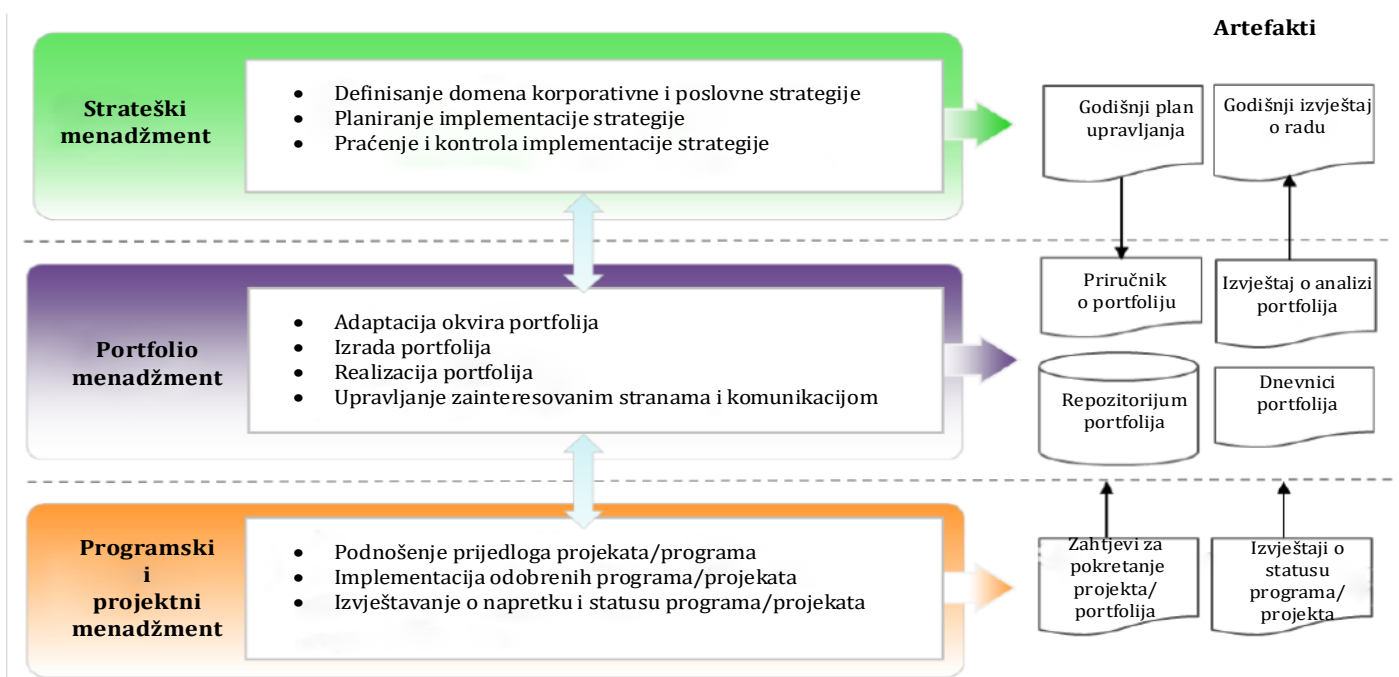 Artefakti
Strateški
menadžment
• Definisanje domena korporativne i poslovne strategije
• Planiranje implementacije strategije
• Praćenje i kontrola implementacije strategije
Godišnji plan
upravljanja
Godišnji izvještaj
o radu
Portfolio
menadžment
• Adaptacija okvira portfolija
• Izrada portfolija
• Realizacija portfolija
• Upravljanje zainteresovanim stranama i komunikacijom
Priručnik
o portfoliju
Izvještaj o analizi
portfolija
Repozitorijum
portfolija
Dnevnici
portfolija
Programski
i
projektni
menadžment
• Podnošenje prijedloga projekata/programa
• Implementacija odobrenih programa/projekata
• Izvještavanje o napretku i statusu programa/projekata
Zahtjevi za
pokretanje
projekta/
portfolija
Izvještaji o
statusu
programa/
projekta